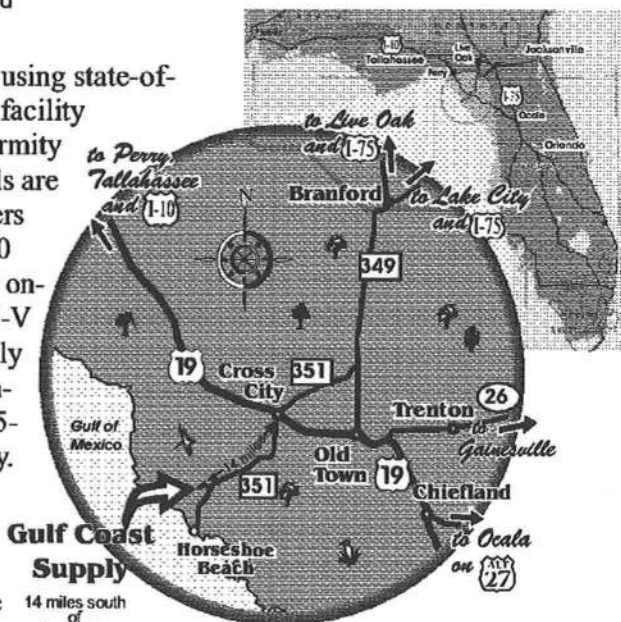 using state-of-
facility
ermity
ls are
ers
0
on-
-V
ly
n-
5-
y.
I-10
Tallahassee
Live
Oak
Jacksonville
Perry
I-75
Ocala
Orlando
to Live Oak
and I-75
to Perry,
Tallahassee
and I-10
Branford
to Lake City
and I-75
N
349
19
Cross
City
351
Trenton
26
to
Gainesville
Gulf of
Mexico
14 miles
Old
Town
19
351
Chiefland
Gulf Coast
Supply
Horseshoe
Beach
to Ocala
on
ALT
27
e
14 miles south
of